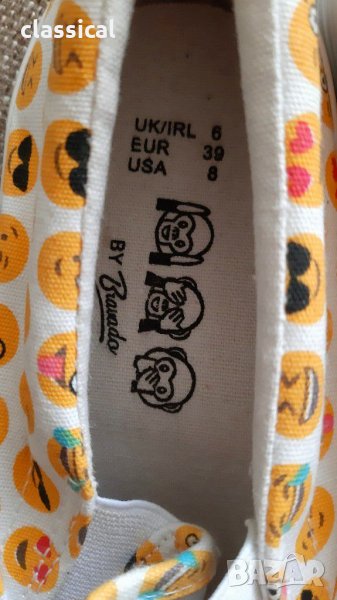 classical
UK/IRL 6
EUR 39
USA 8
BY Bravado
BAZAR